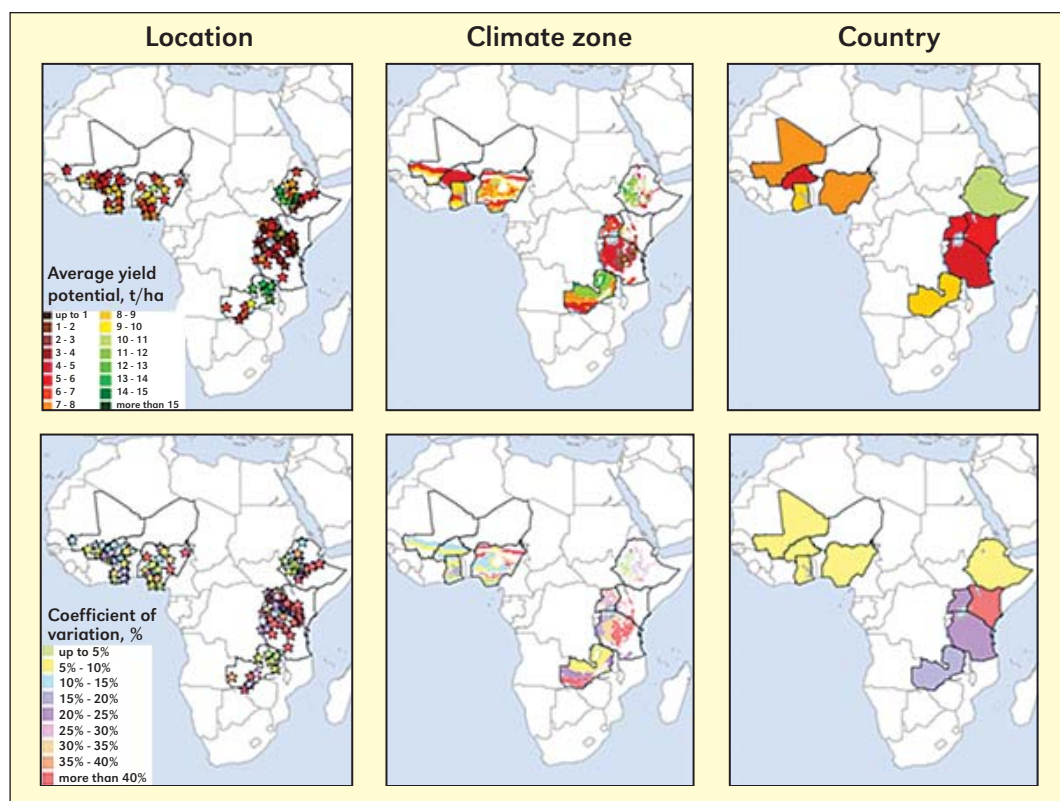 Location
Climate zone
Country
Average yield
potential, t/ha
up to 1
1 - 2
2 - 3
3 - 4
4 - 5
5 - 6
6 - 7
7 - 8
8 - 9
9 - 10
10 - 11
11 - 12
12 - 13
13 - 14
14 - 15
more than 15
Coefficient of
variation, %
up to 5%
5% - 10%
10% - 15%
15% - 20%
20% - 25%
25% - 30%
30% - 35%
35% - 40%
more than 40%